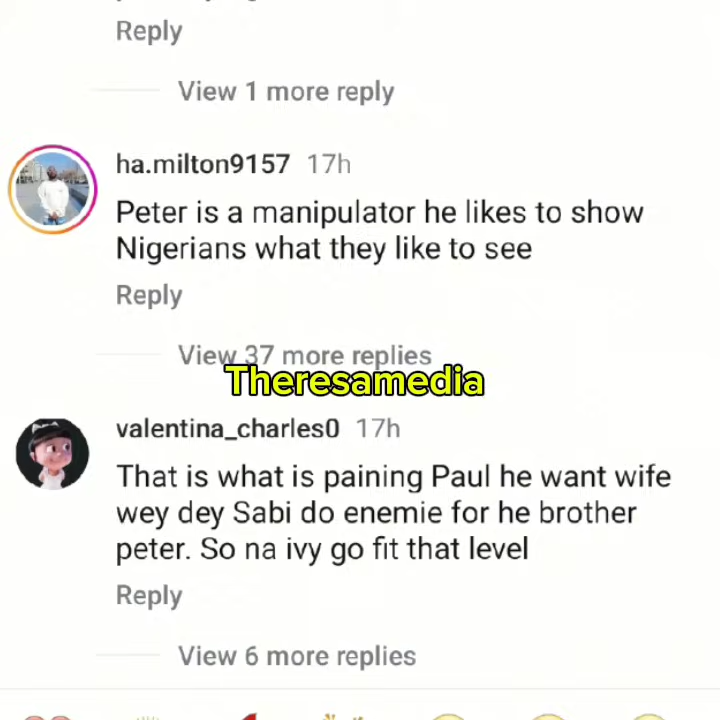 Reply
View 1 more reply
ha.milton9157 17h
Peter is a manipulator he likes to show
Nigerians what they like to see
Reply
View 37 more replies
Theresamedia
valentina_charles0 17h
That is what is paining Paul he want wife
wey dey Sabi do enemie for he brother
peter. So na ivy go fit that level
Reply
View 6 more replies